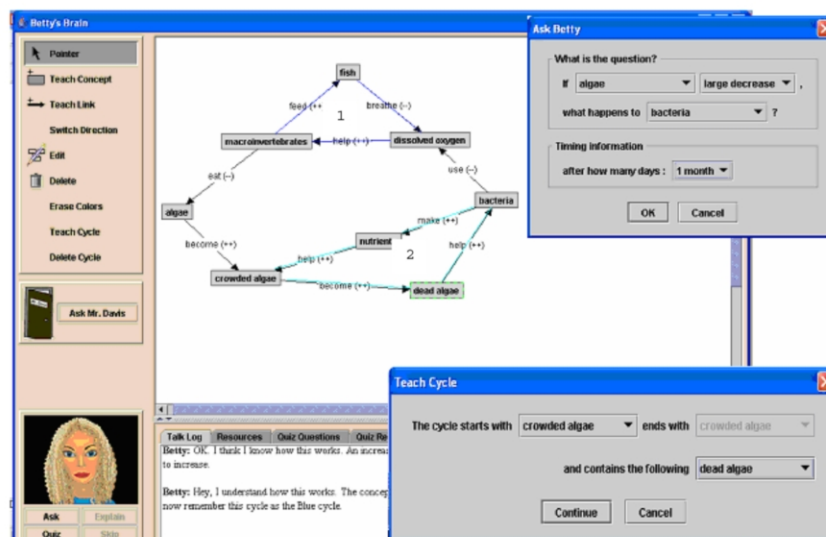 Betty's Brain
Pointer
Teach Concept
Teach Link
Switch Direction
Edit
Delete
Erase Colors
Teach Cycle
Delete Cycle
Ask Mr. Davis
Ask
Explain
Quiz
Skip
fish
feed (++
1
breathe (--)
macroinvertebrates
help (++)
dissolved oxygen
eat (--)
use (--)
algae
bacteria
make (++)
become (++)
nutrient
2
help (++)
help (++)
crowded algae
become (++)
dead algae
Talk Log
Resources
Quiz Questions
Quiz Re
Betty: OK. I think I know how this works. An increa
to increase.
Betty: Hey, I understand how this works. The concep
now remember this cycle as the Blue cycle.
Ask Betty
What is the question?
If algae large decrease ,
what happens to bacteria ?
Timing information
after how many days : 1 month
OK Cancel
Teach Cycle
The cycle starts with crowded algae ends with crowded algae
and contains the following dead algae
Continue Cancel